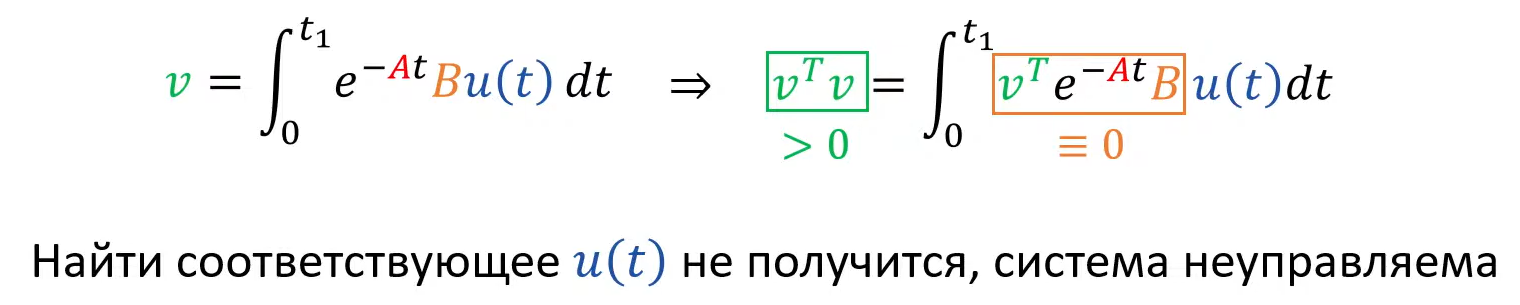 v = ∫₀^{t₁} e^{−At} Bu(t) dt ⇒ vᵀv = ∫₀^{t₁} vᵀe^{−At}B u(t)dt
> 0 ≡ 0
Найти соответствующее u(t) не получится, система неуправляема